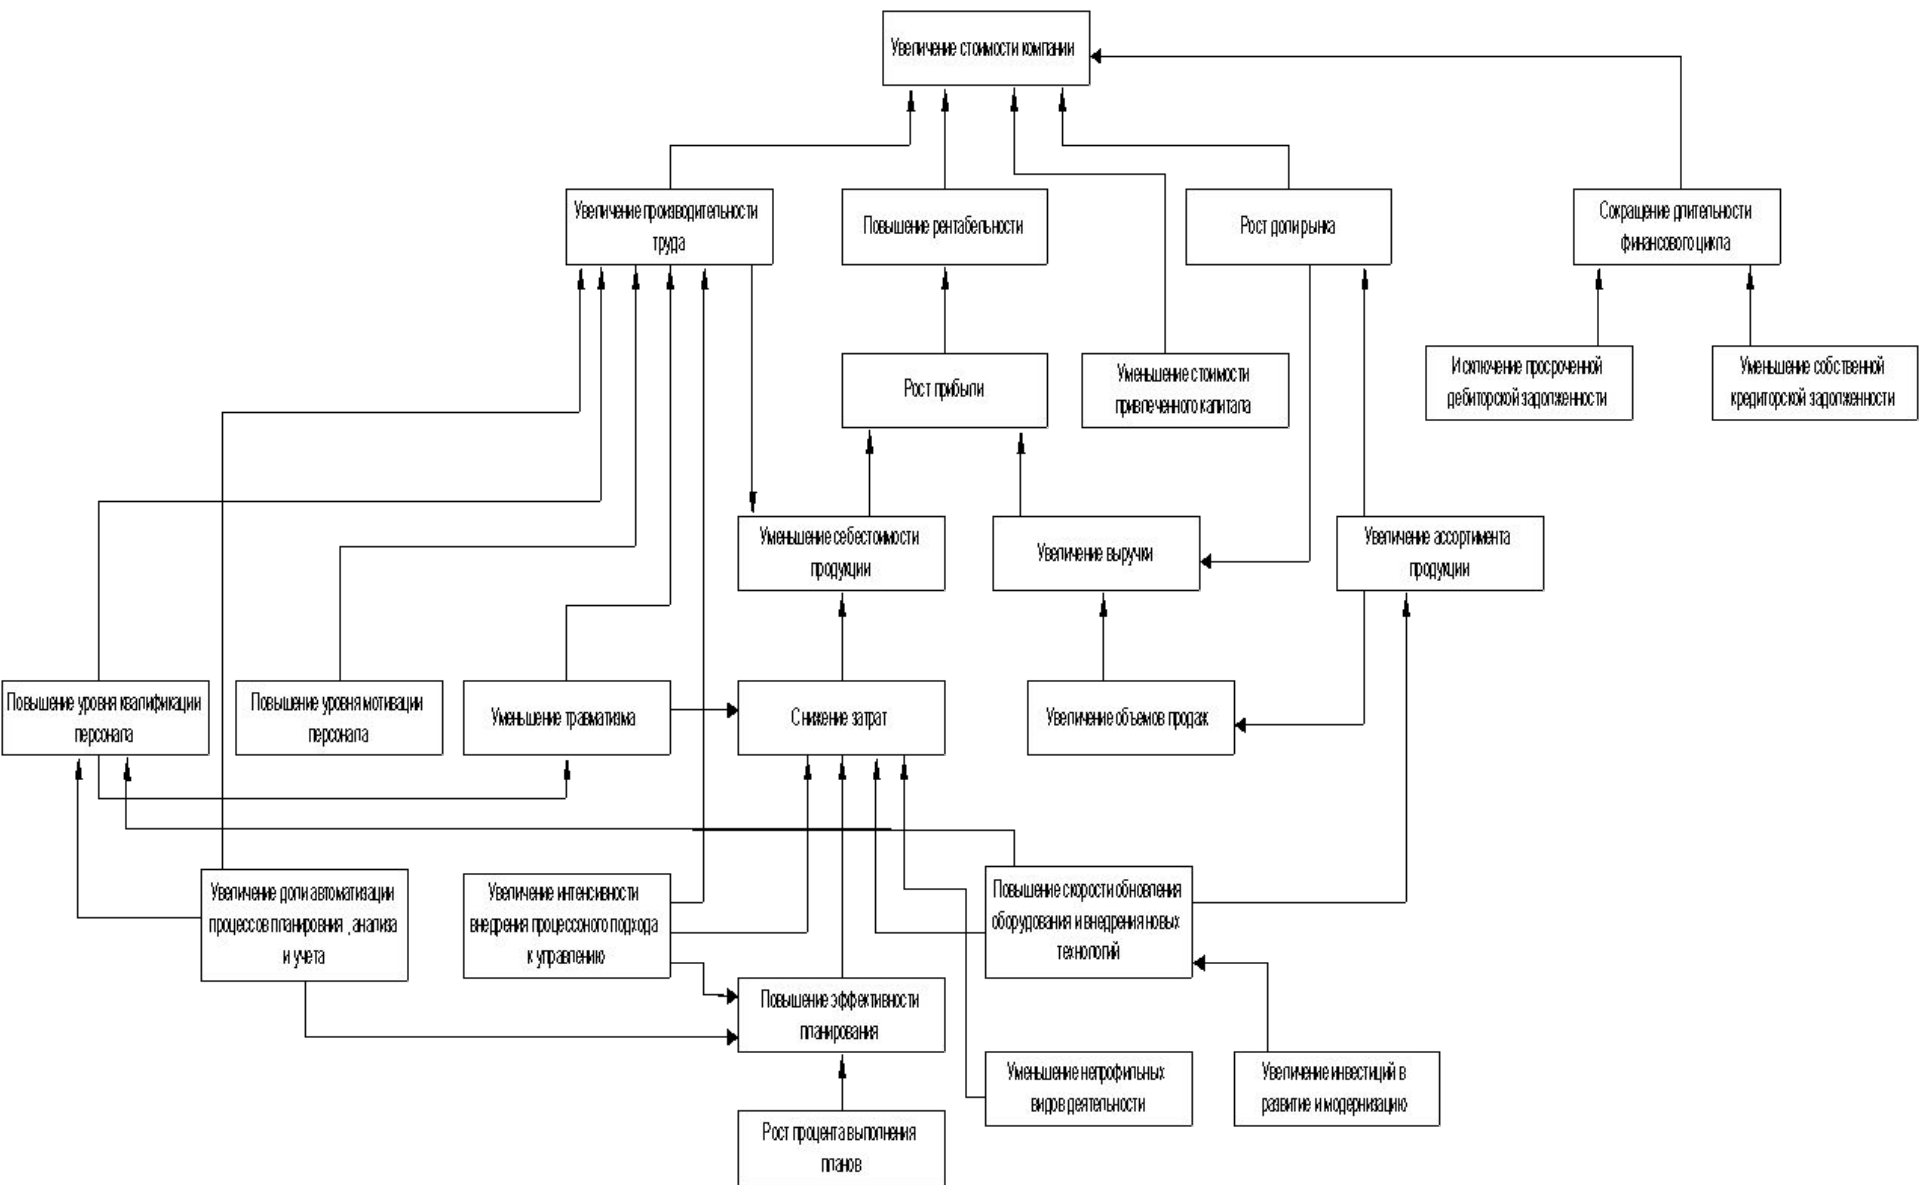 Увеличение стоимости компании
Увеличение производительности
труда
Повышение рентабельности
Рост доли рынка
Сокращение длительности
финансового цикла
Рост прибыли
Уменьшение стоимости
привлеченного капитала
Исключение просроченной
дебиторской задолженности
Уменьшение собственной
кредиторской задолженности
Уменьшение себестоимости
продукции
Увеличение выручки
Увеличение ассортимента
продукции
Повышение уровня квалификации
персонала
Повышение уровня мотивации
персонала
Уменьшение травматизма
Снижение затрат
Увеличение объемов продаж
Увеличение доли автоматизации
процессов планировния , анализа
и учета
Увеличение интенсивности
внедрения процессоного подхода
к управлению
Повышение скорости обновления
оборудования и внедрения новых
технологий
Повышение эффективности
планирования
Уменьшение непрофильных
видов деятельности
Увеличение инвестиций в
развитие и модернизацию
Рост процента выполнения
планов